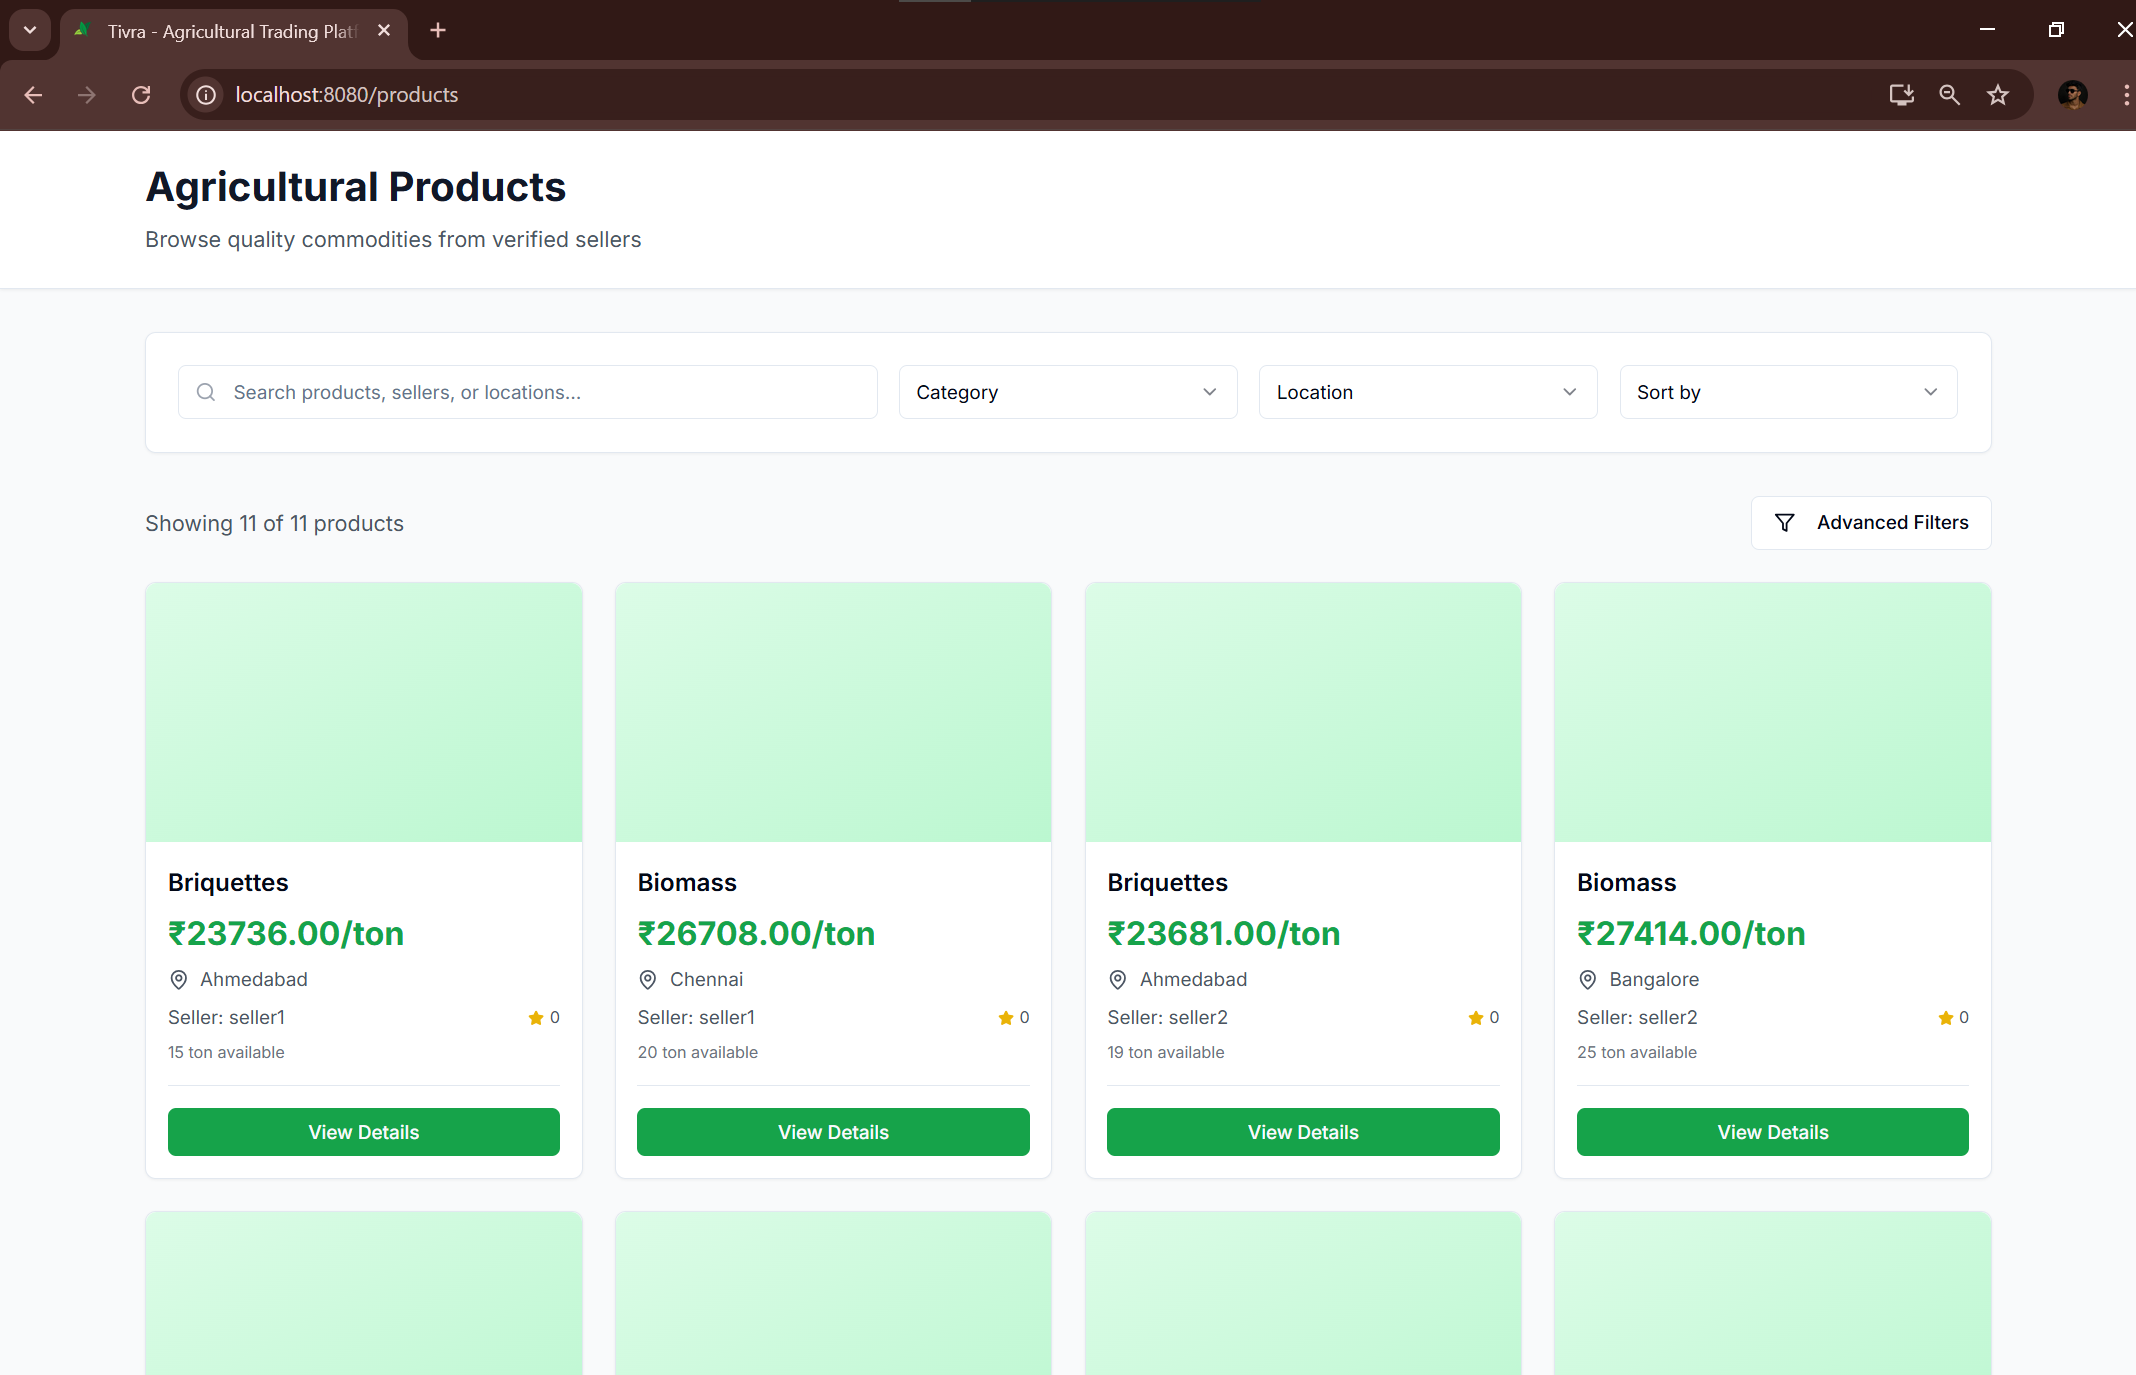 Tivra - Agricultural Trading Platf
localhost:8080/products
Agricultural Products
Browse quality commodities from verified sellers
Search products, sellers, or locations...
Category
Location
Sort by
Showing 11 of 11 products
Advanced Filters
Briquettes
₹23736.00/ton
Ahmedabad
Seller: seller1
0
15 ton available
View Details
Biomass
₹26708.00/ton
Chennai
Seller: seller1
0
20 ton available
View Details
Briquettes
₹23681.00/ton
Ahmedabad
Seller: seller2
0
19 ton available
View Details
Biomass
₹27414.00/ton
Bangalore
Seller: seller2
0
25 ton available
View Details